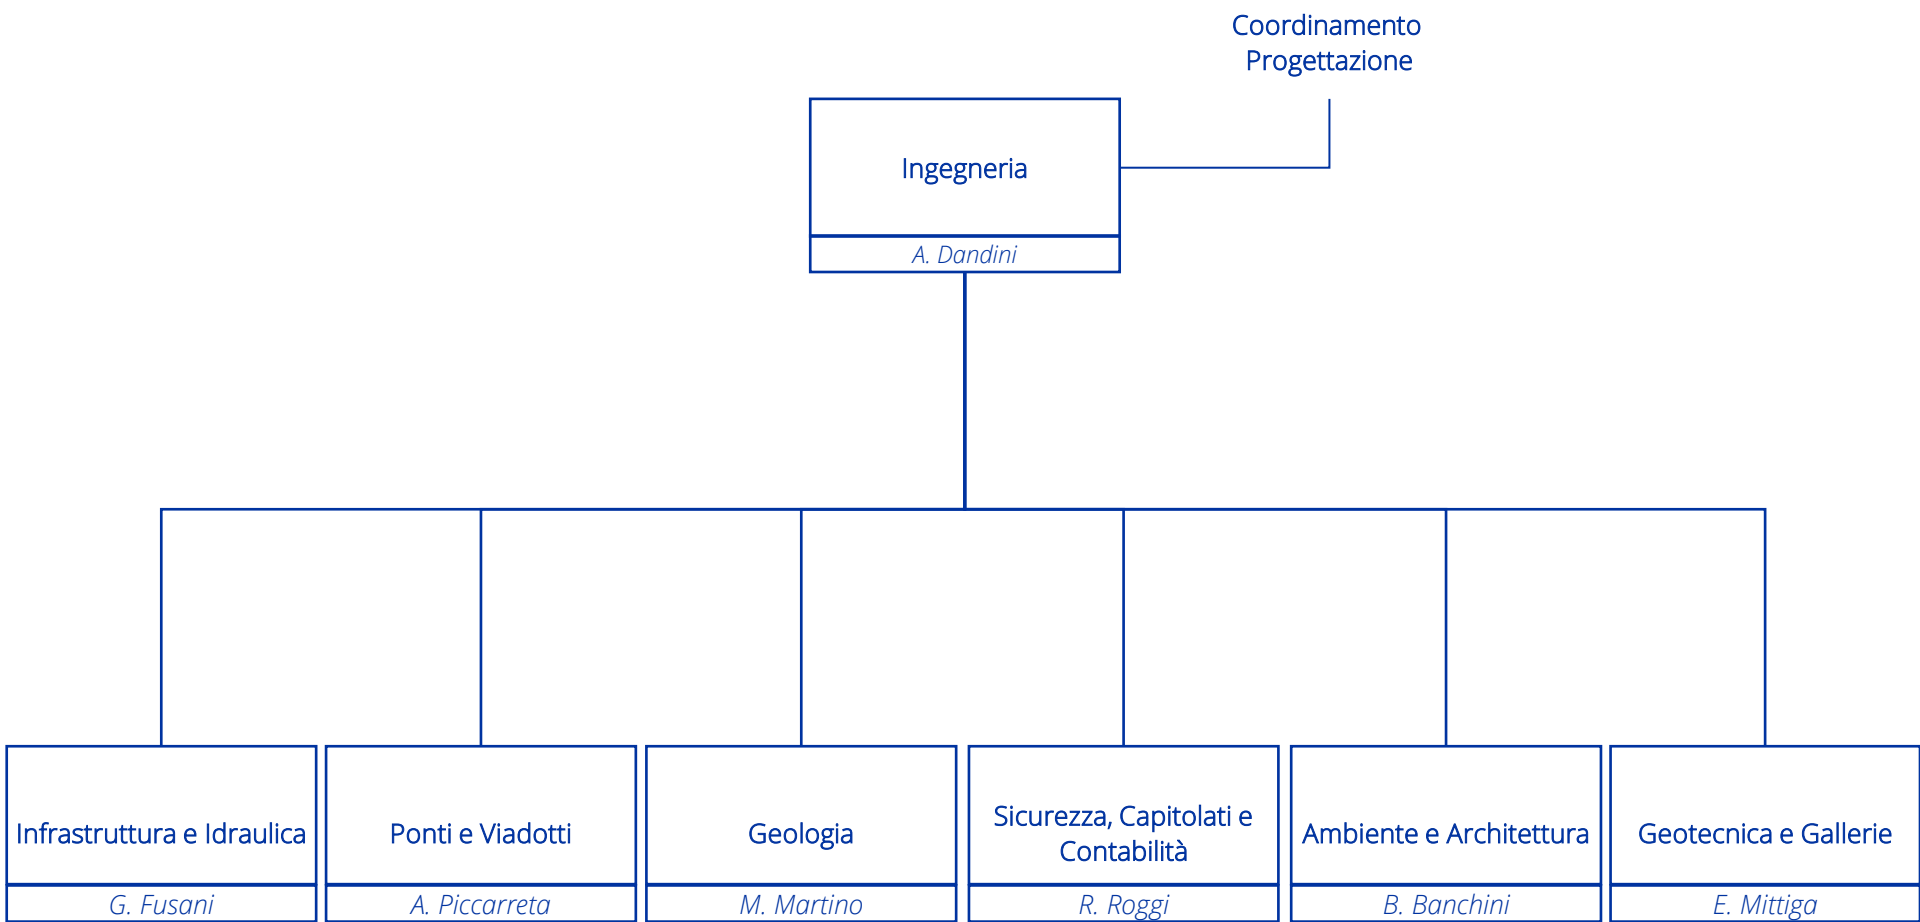 Coordinamento
Progettazione
Ingegneria
A. Dandini
Infrastruttura e Idraulica
G. Fusani
Ponti e Viadotti
A. Piccarreta
Geologia
M. Martino
Sicurezza, Capitolati e
Contabilità
R. Roggi
Ambiente e Architettura
B. Banchini
Geotecnica e Gallerie
E. Mittiga